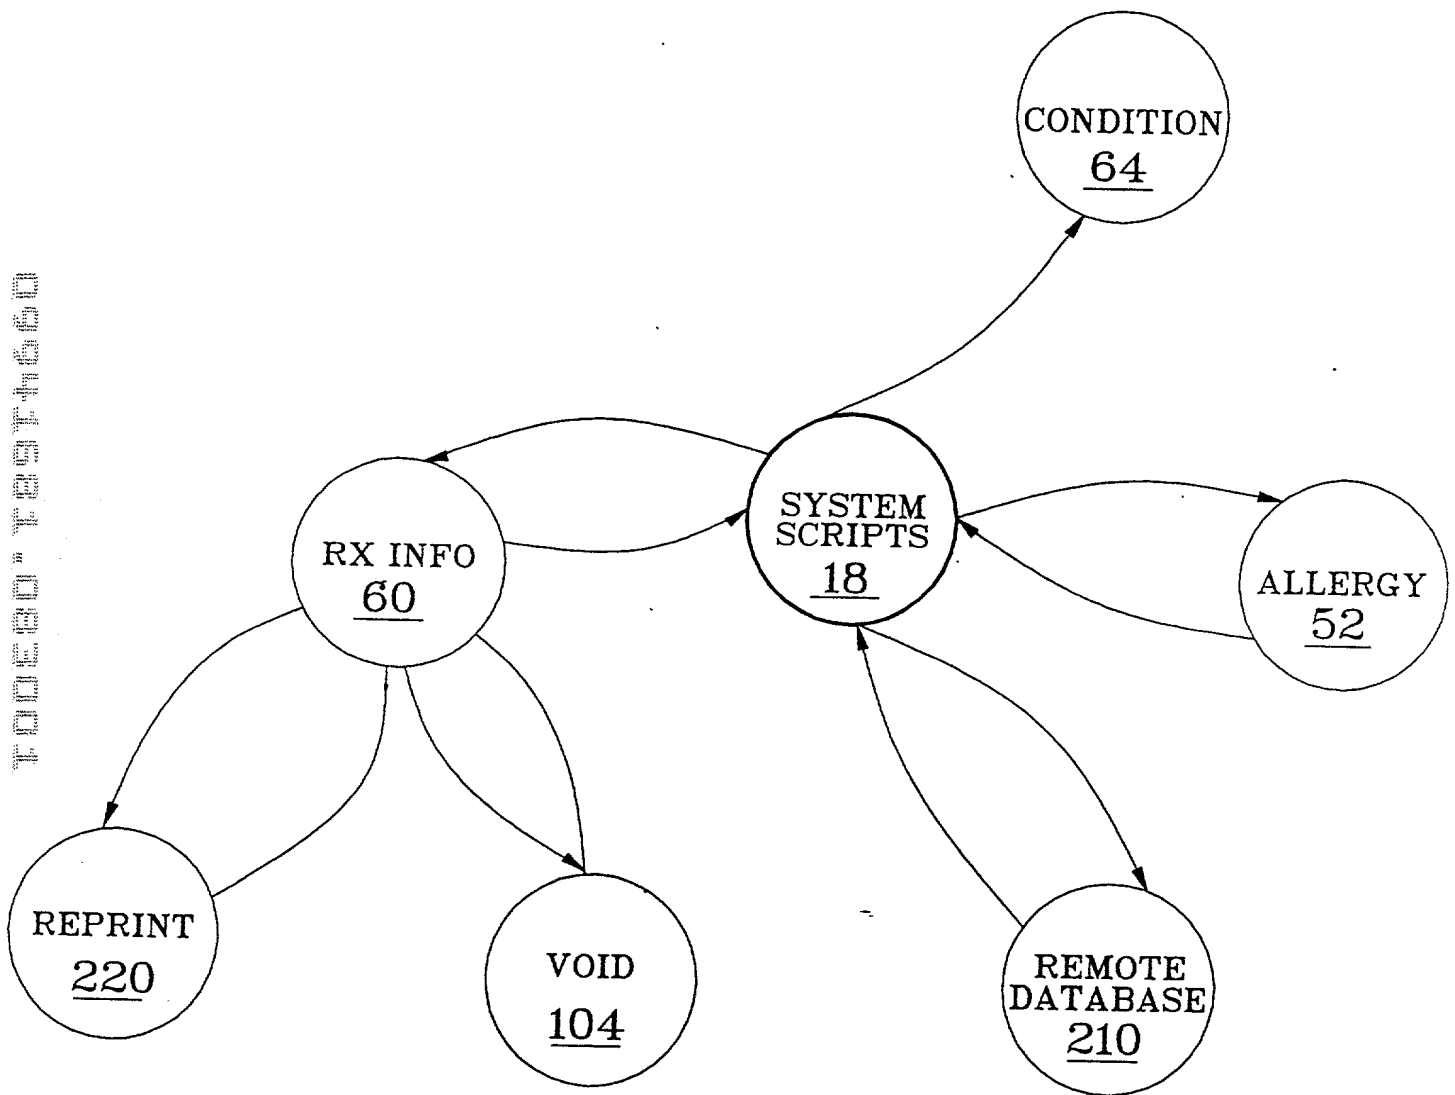 CONDITION
64
SYSTEM
SCRIPTS
18
RX INFO
60
ALLERGY
52
REPRINT
220
VOID
104
REMOTE
DATABASE
210